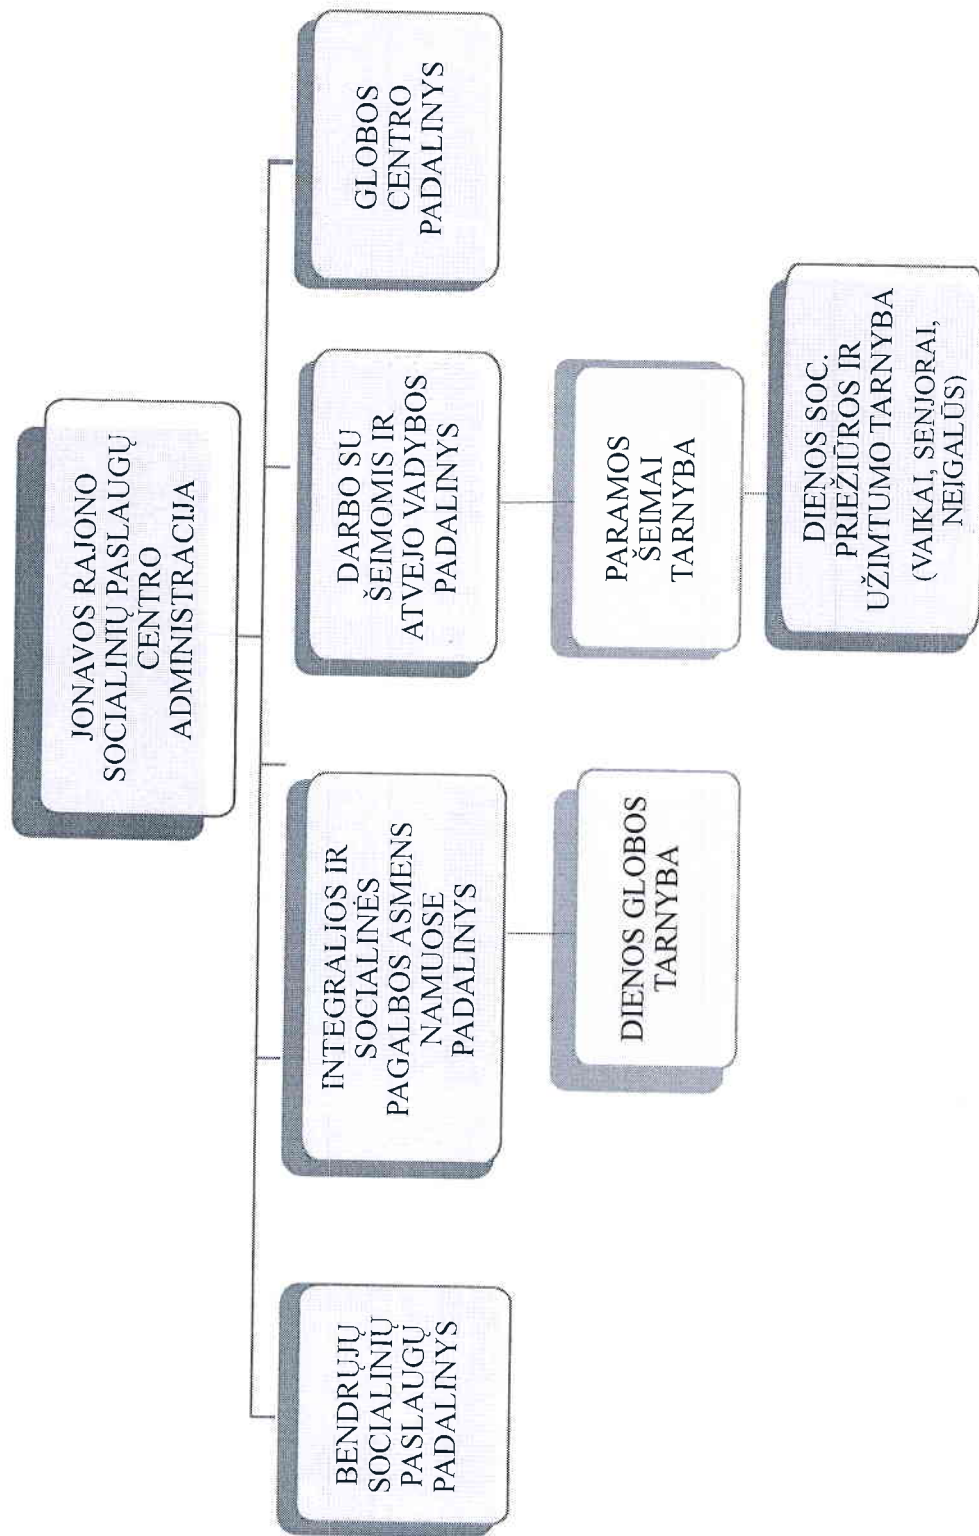 JONAVOS RAJONO
SOCIALINIŲ PASLAUGŲ
CENTRO
ADMINISTRACIJA
BENDRŲJŲ
SOCIALINIŲ
PASLAUGŲ
PADALINYS
INTEGRALIOS IR
SOCIALINĖS
PAGALBOS ASMENS
NAMUOSE
PADALINYS
DARBO SU
ŠEIMOMIS IR
ATVEJO VADYBOS
PADALINYS
GLOBOS
CENTRO
PADALINYS
DIENOS GLOBOS
TARNYBA
PARAMOS
ŠEIMAI
TARNYBA
DIENOS SOC.
PRIEŽIŪROS IR
UŽIMTUMO TARNYBA
(VAIKAI, SENJORAI,
NEĮGALŪS)